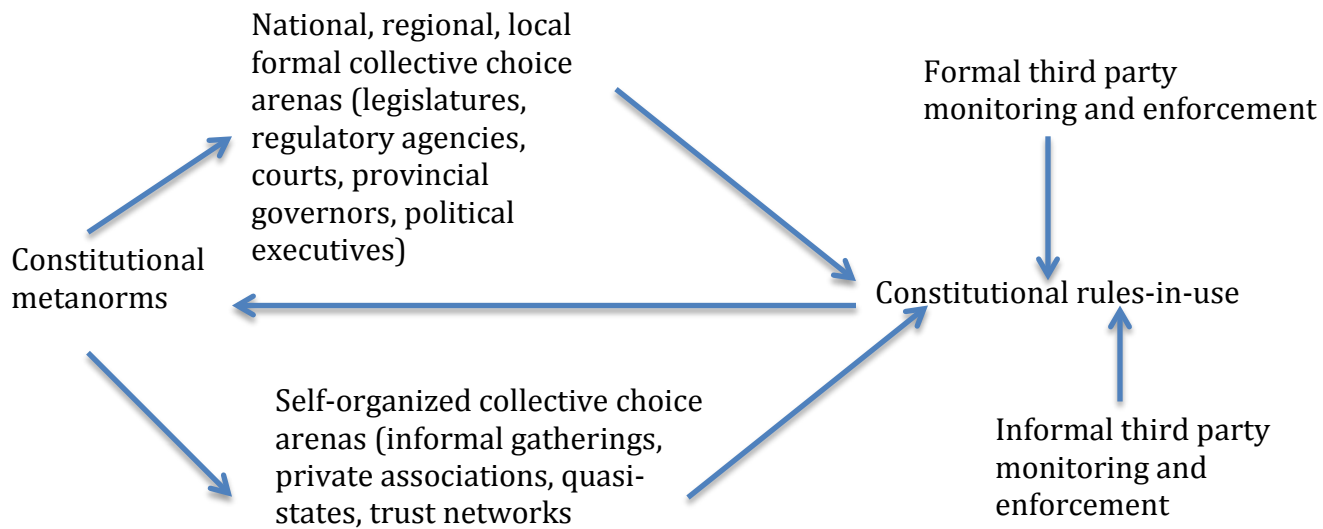 National, regional, local
formal collective choice
arenas (legislatures,
regulatory agencies,
courts, provincial
governors, political
executives)
Formal third party
monitoring and enforcement
Constitutional
metanorms
Constitutional rules-in-use
Self-organized collective choice
arenas (informal gatherings,
private associations, quasi-
states, trust networks
Informal third party
monitoring and
enforcement